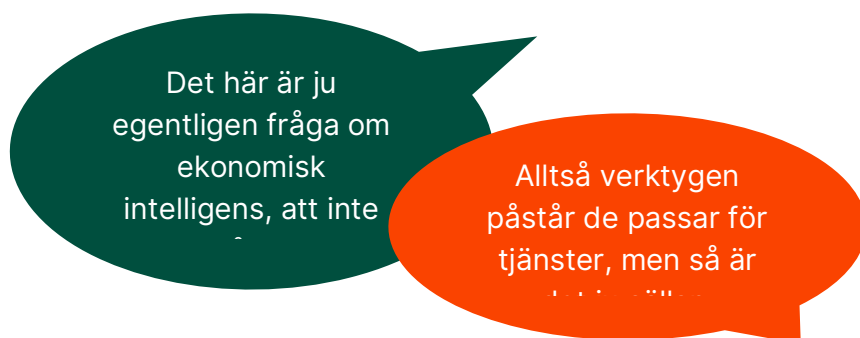 Det här är ju
egentligen fråga om
ekonomisk
intelligens, att inte
Alltså verktygen
påstår de passar för
tjänster, men så är